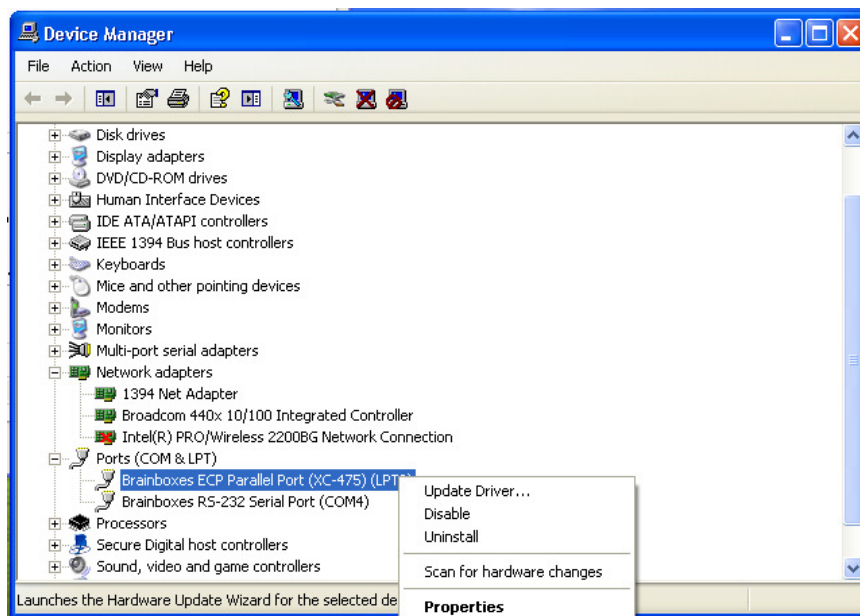 Device Manager
File Action View Help
Disk drives
Display adapters
DVD/CD-ROM drives
Human Interface Devices
IDE ATA/ATAPI controllers
IEEE 1394 Bus host controllers
Keyboards
Mice and other pointing devices
Modems
Monitors
Multi-port serial adapters
Network adapters
1394 Net Adapter
Broadcom 440x 10/100 Integrated Controller
Intel(R) PRO/Wireless 2200BG Network Connection
Ports (COM & LPT)
Brainboxes ECP Parallel Port (XC-475)
Update Driver...
Brainboxes RS-232 Serial Port (COM4)
Disable
Processors
Uninstall
Secure Digital host controllers
Sound, video and game controllers
Scan for hardware changes
Launches the Hardware Update Wizard for the selected de
Properties